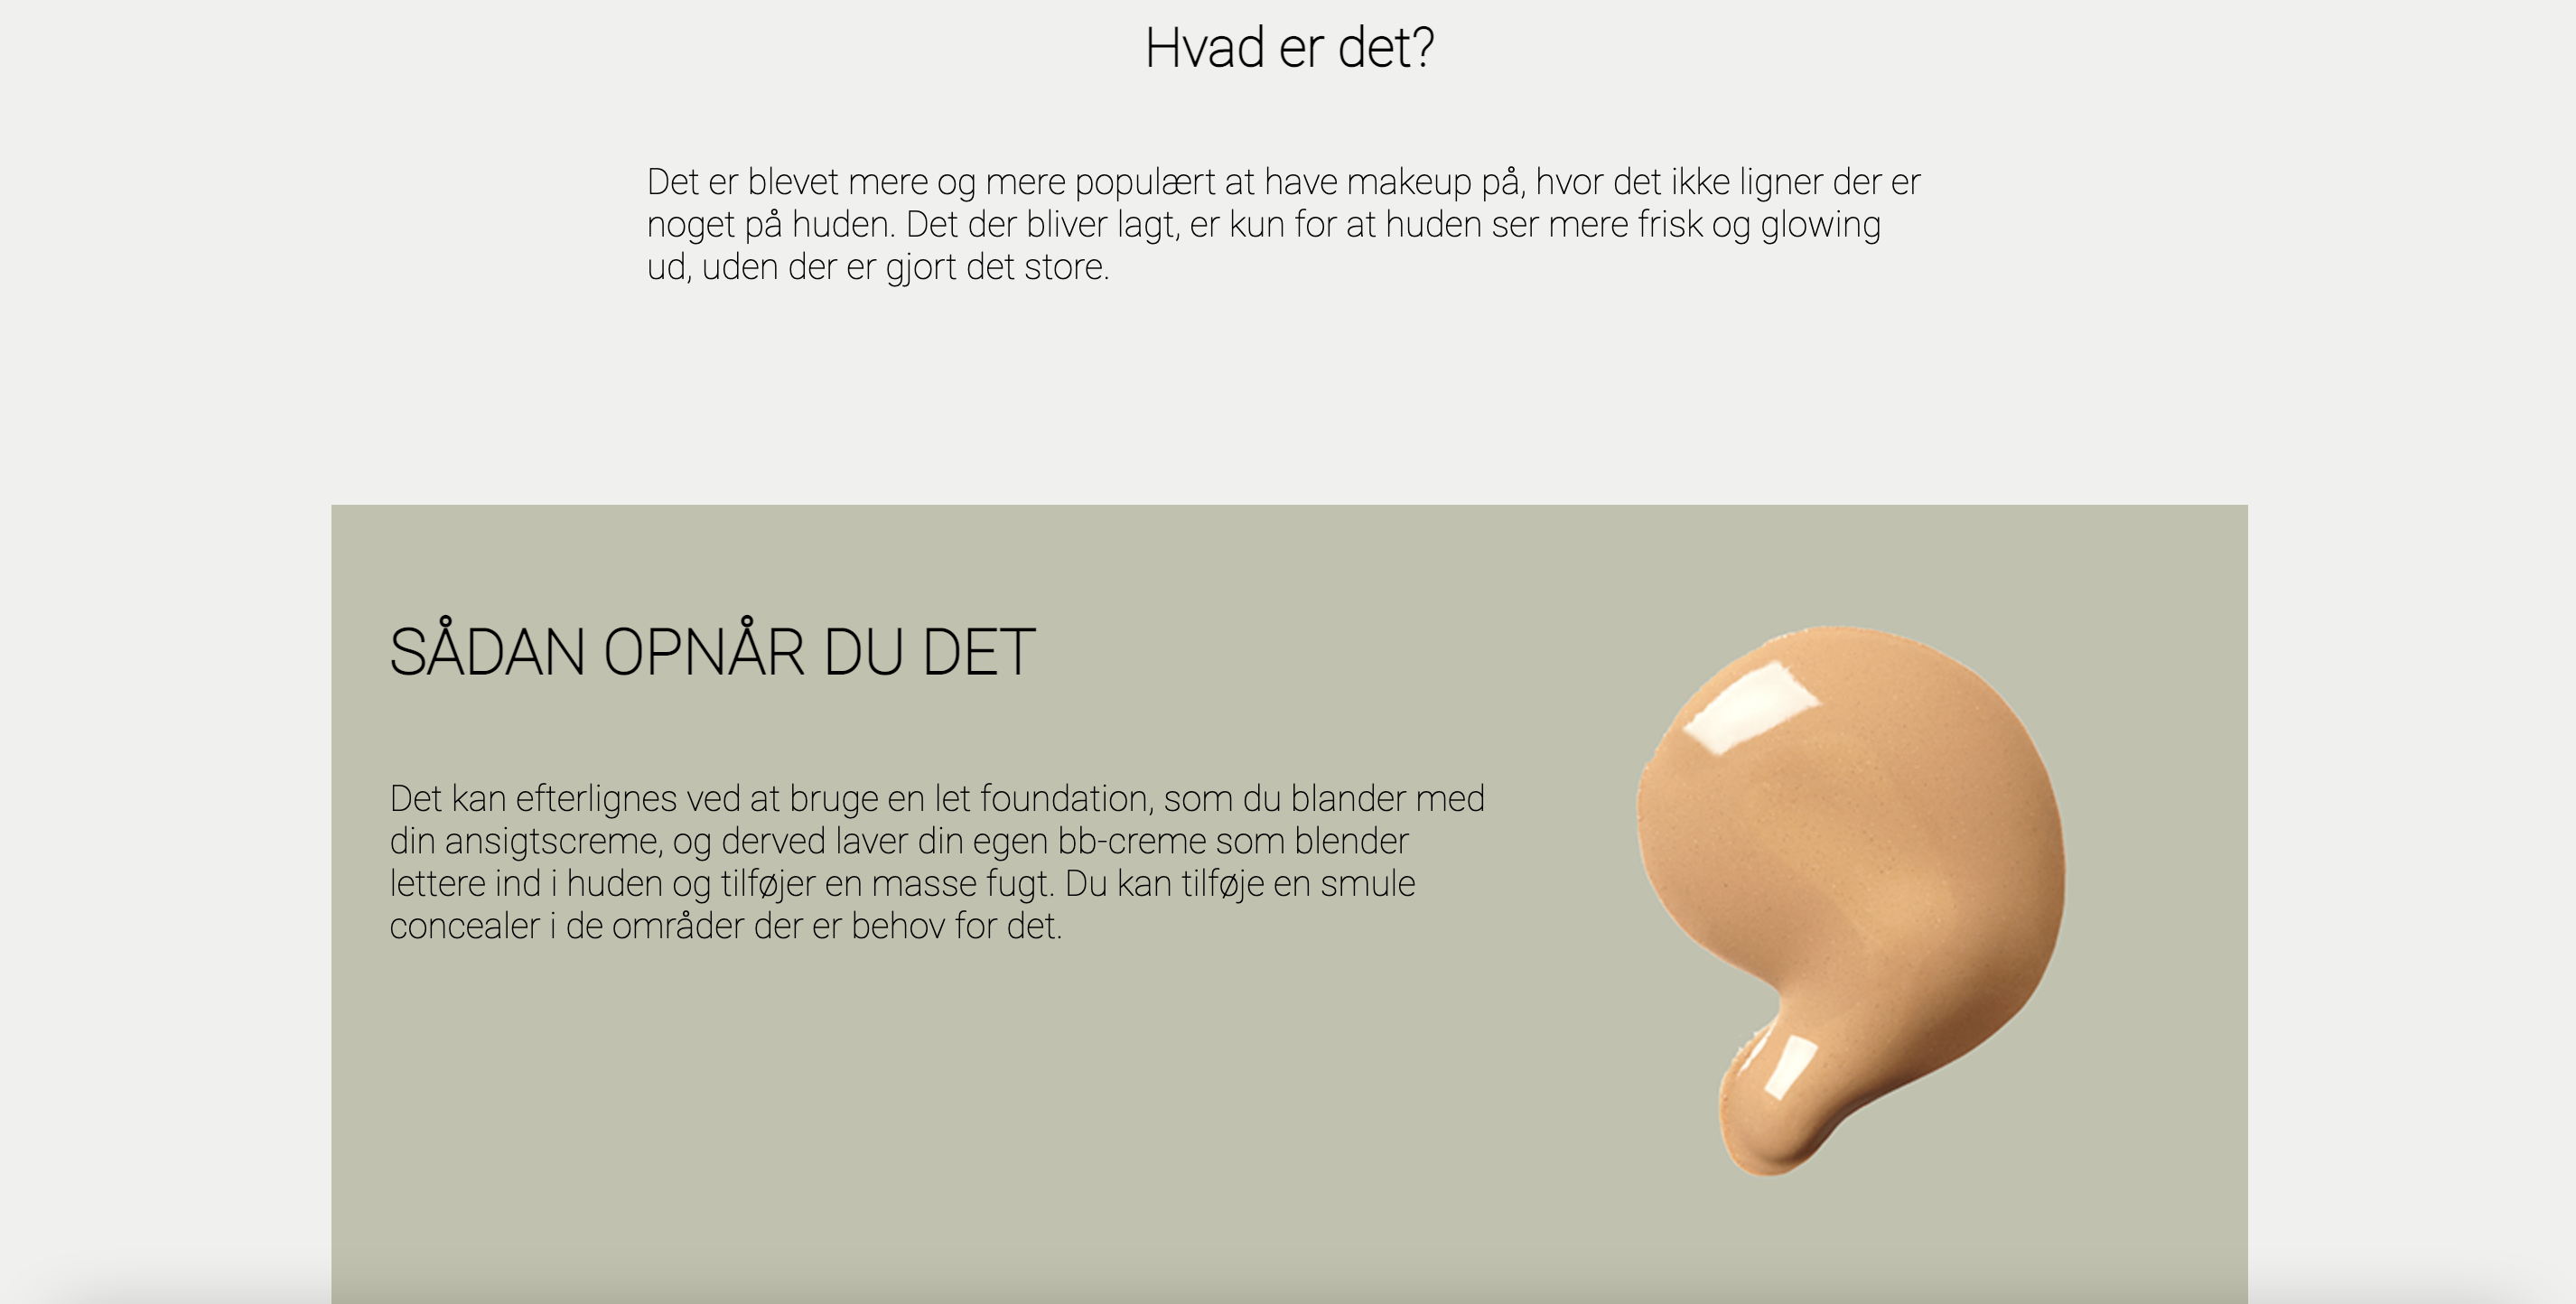 Hvad er det?
Det er blevet mere og mere populært at have makeup på, hvor det ikke ligner der er
noget på huden. Det der bliver lagt, er kun for at huden ser mere frisk og glowing
ud, uden der er gjort det store.
SÅDAN OPNÅR DU DET
Det kan efterlignes ved at bruge en let foundation, som du blander med
din ansigtscreme, og derved laver din egen bb-creme som blender
lettere ind i huden og tilføjer en masse fugt. Du kan tilføje en smule
concealer i de områder der er behov for det.